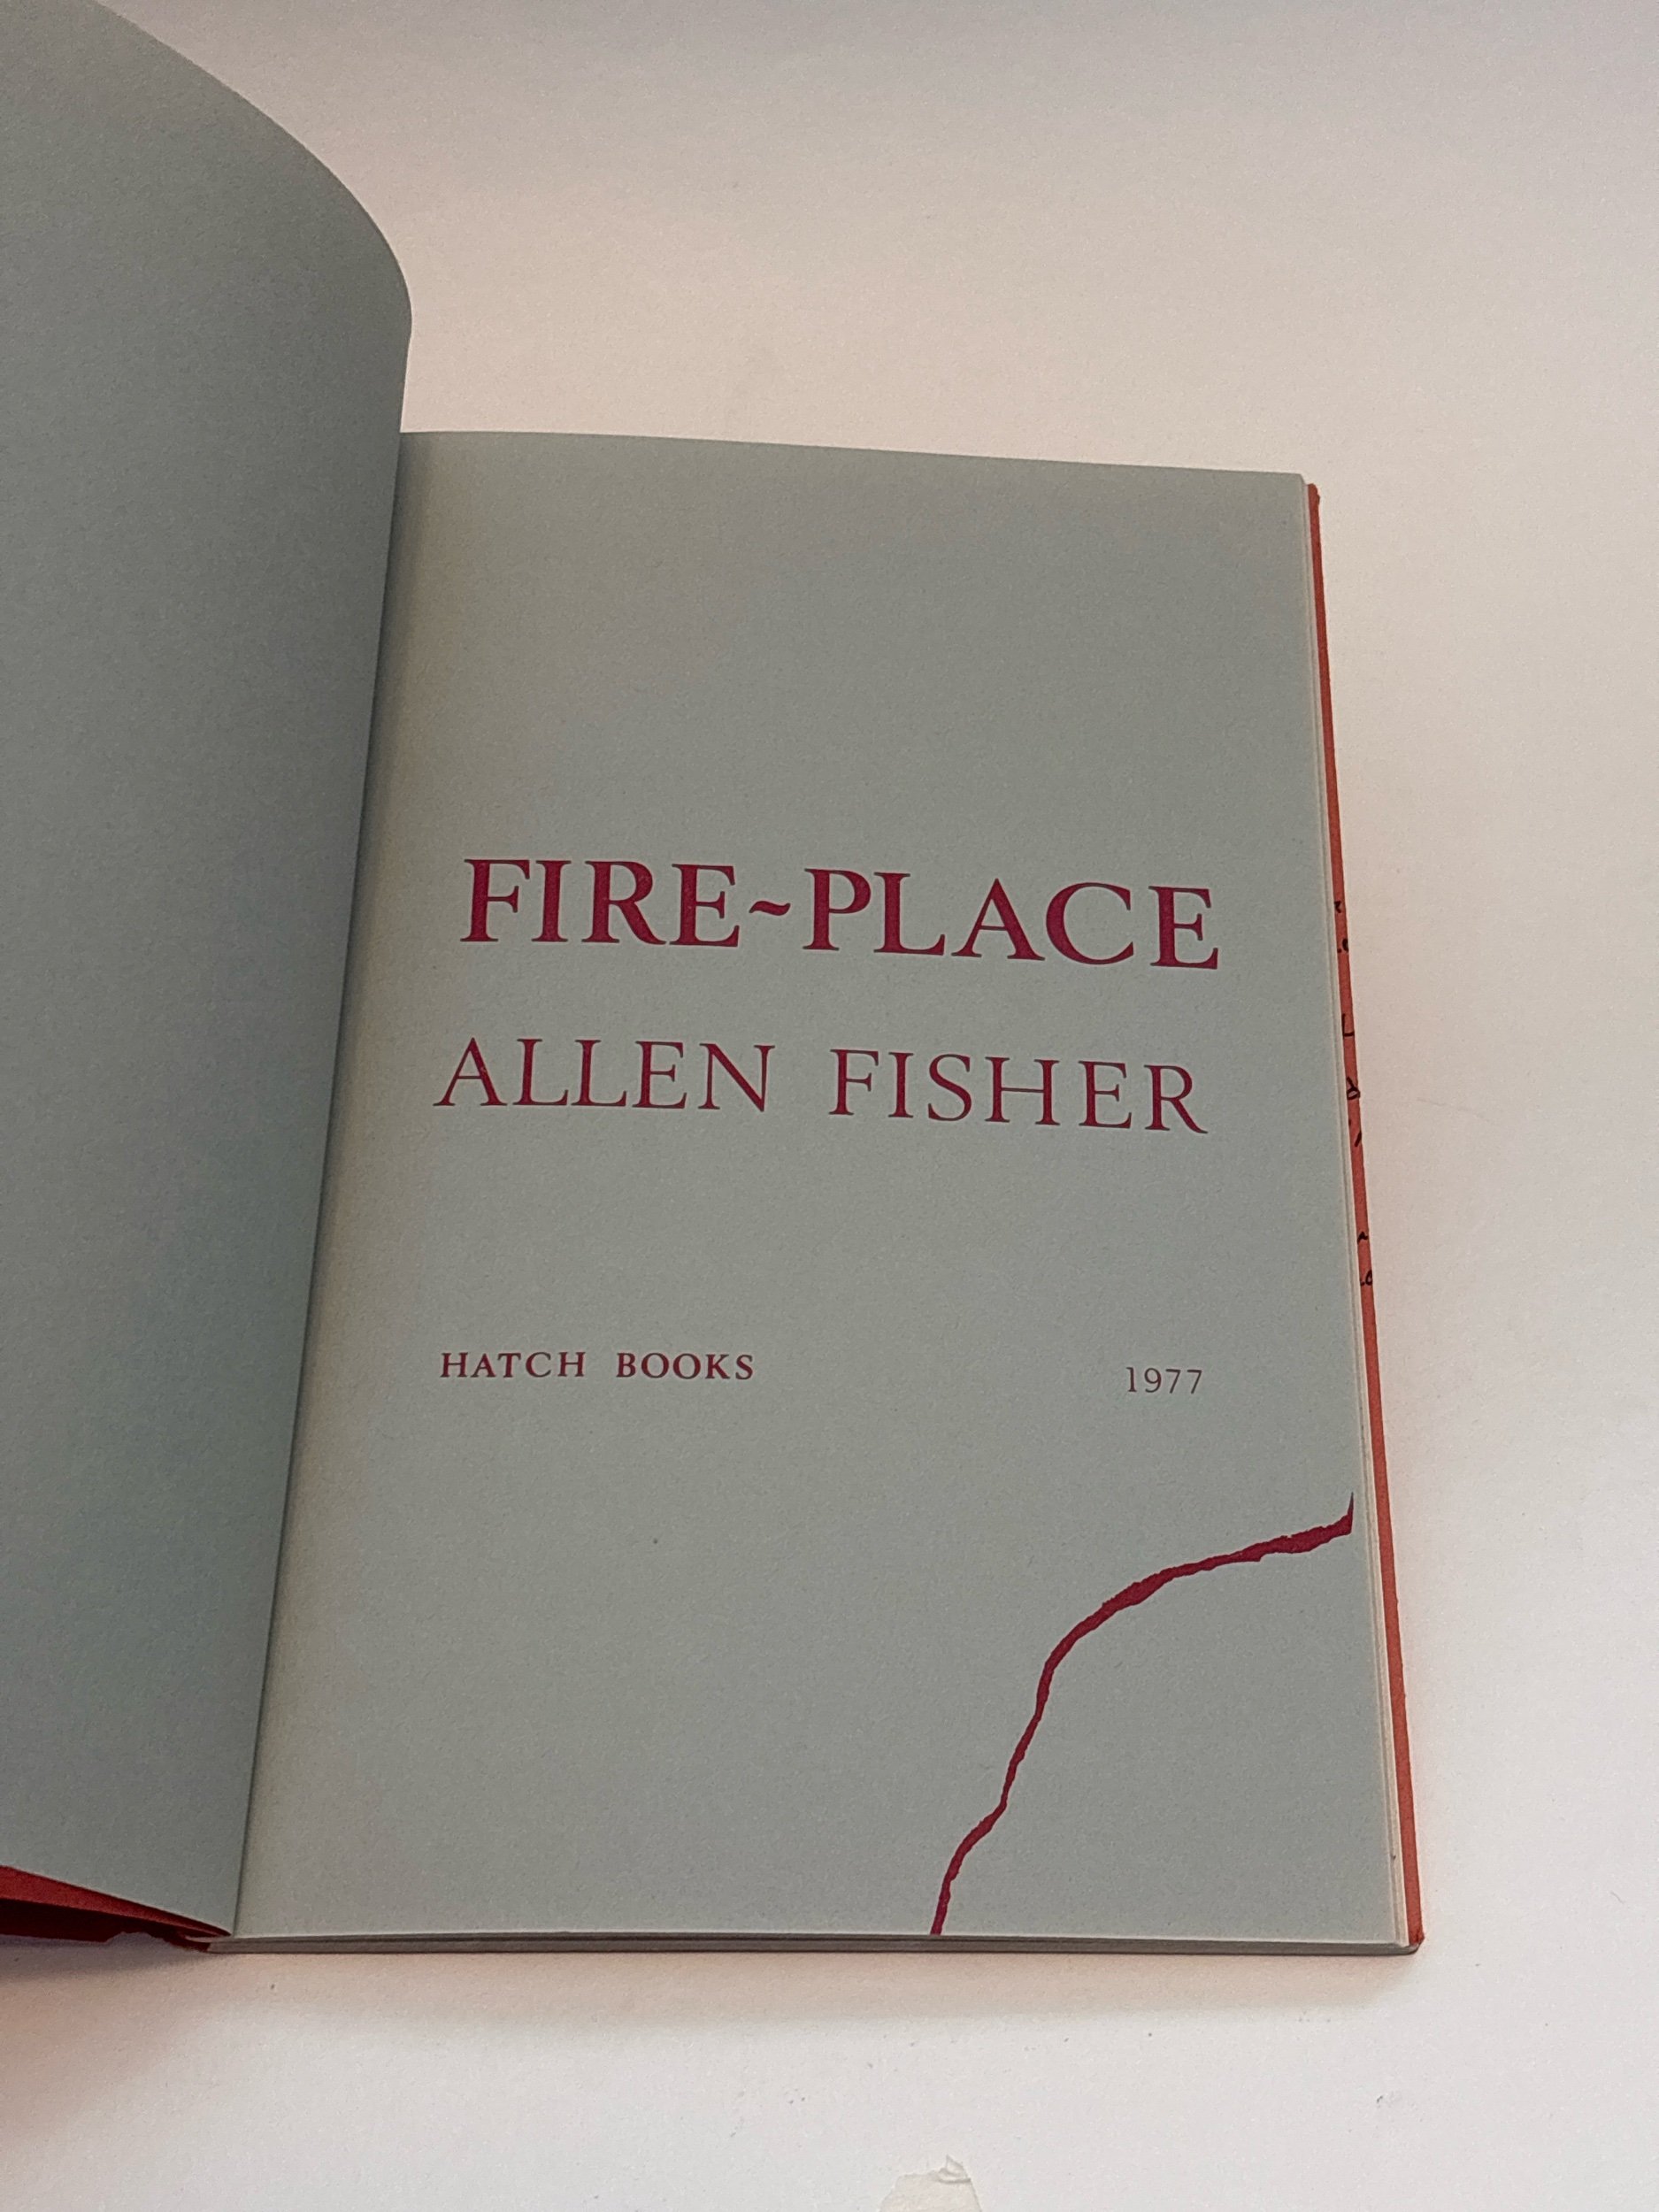 FIRE~PLACE
ALLEN FISHER
HATCH BOOKS 1977